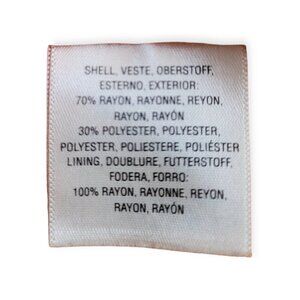 SHELL, VESTE, OBERSTOFF,
ESTERNO, EXTERIOR:
70% RAYON, RAYONNE, REYON,
RAYON, RAYÓN
30% POLYESTER, POLYESTER,
POLYESTER, POLIESTERE, POLIÉSTER
LINING, DOUBLURE, FUTTERSTOFF,
FODERA, FORRO:
100% RAYON, RAYONNE, REYON,
RAYON, RAYÓN